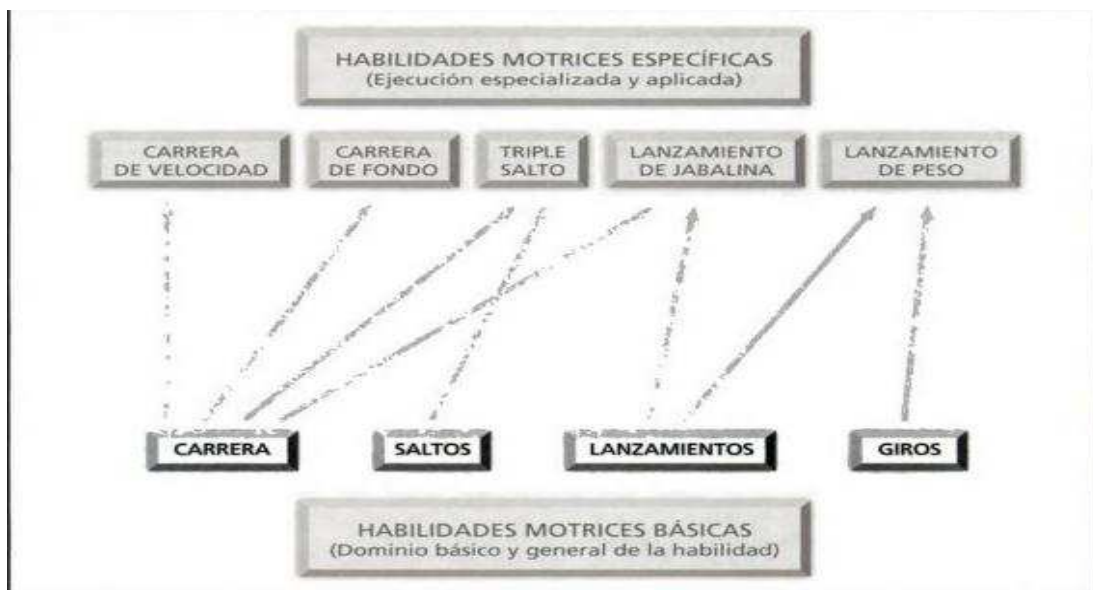 HABILIDADES MOTRICES ESPECÍFICAS
(Ejecución especializada y aplicada)
CARRERA
DE VELOCIDAD
CARRERA
DE FONDO
TRIPLE
SALTO
LANZAMIENTO
DE JABALINA
LANZAMIENTO
DE PESO
CARRERA
SALTOS
LANZAMIENTOS
GIROS
HABILIDADES MOTRICES BÁSICAS
(Dominio básico y general de la habilidad)